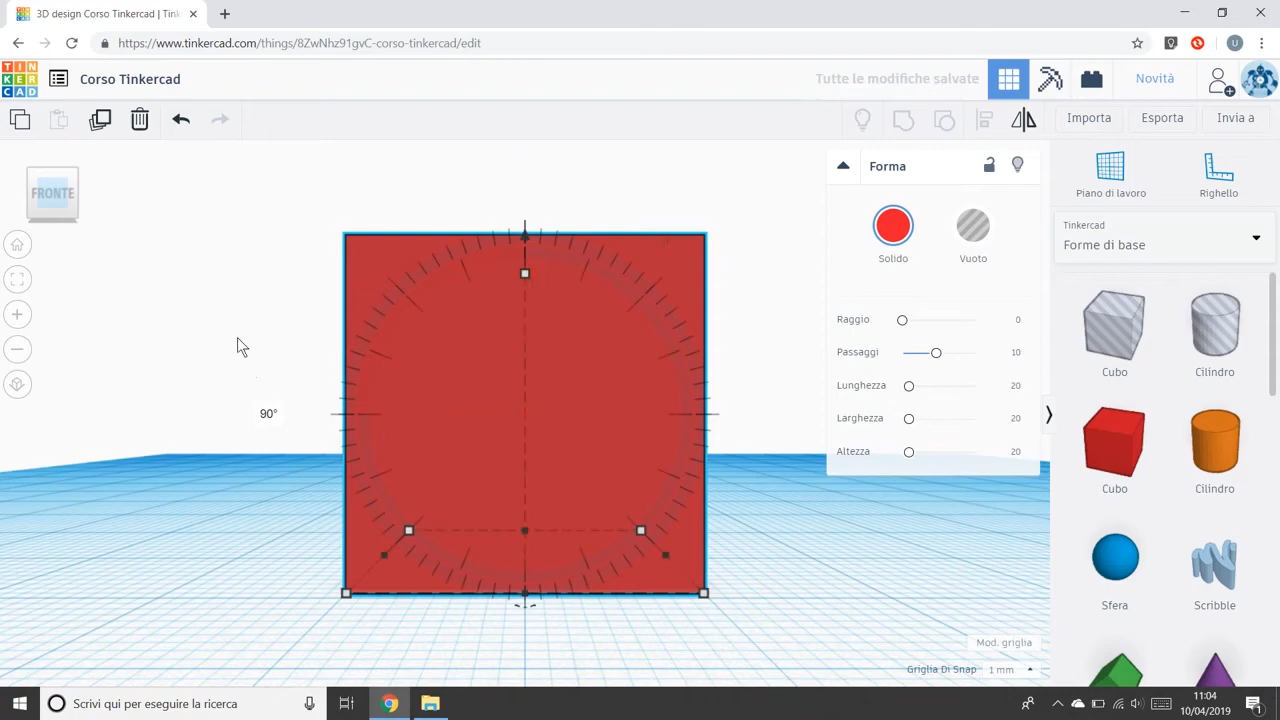 3D design Corso Tinkercad | Tink
https://www.tinkercad.com/things/8ZwNhz91gvC-corso-tinkercad/edit
U
TIN
KER
CAD
Corso Tinkercad
Tutte le modifiche salvate
Novità
Importa
Esporta
Invia a
FRONTE
Forma
Piano di lavoro
Righello
Solido
Vuoto
Tinkercad
Forme di base
Raggio 0
Passaggi 10
Lunghezza 20
Larghezza 20
Altezza 20
90°
Cubo
Cilindro
Cubo
Cilindro
Sfera
Scribble
Mod. griglia
Griglia Di Snap 1 mm
Scrivi qui per eseguire la ricerca
11:04
10/04/2019
1